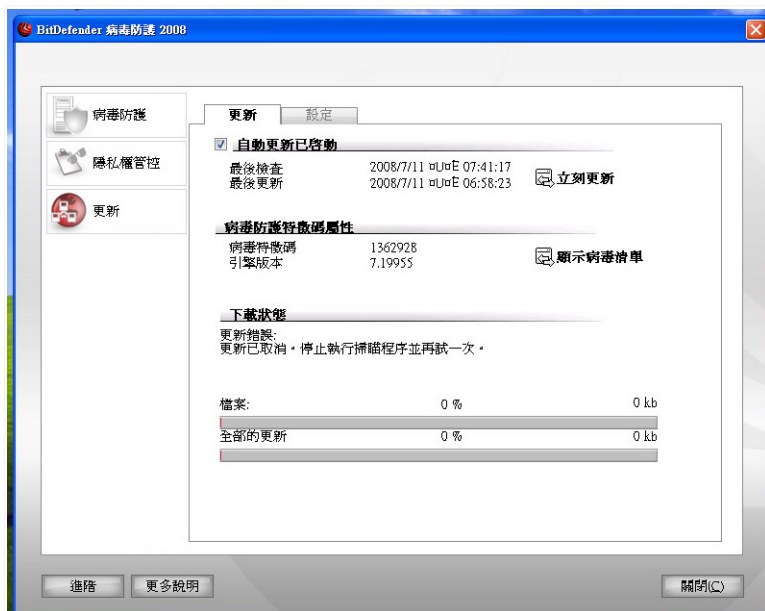 BitDefender 病毒防護 2008
病毒防護
隱私權管控
更新
更新
設定
自動更新已啓動
最後檢查 2008/7/11 ¤U¤È 07:41:17
最後更新 2008/7/11 ¤U¤È 06:58:23
立刻更新
病毒防護特徵碼屬性
病毒特徵碼 1362928
引擎版本 7.19955
顯示病毒清單
下載狀態
更新錯誤:
更新已取消。停止執行掃瞄程序並再試一次。
檔案: 0 % 0 kb
全部的更新 0 % 0 kb
進階
更多說明
關閉(C)